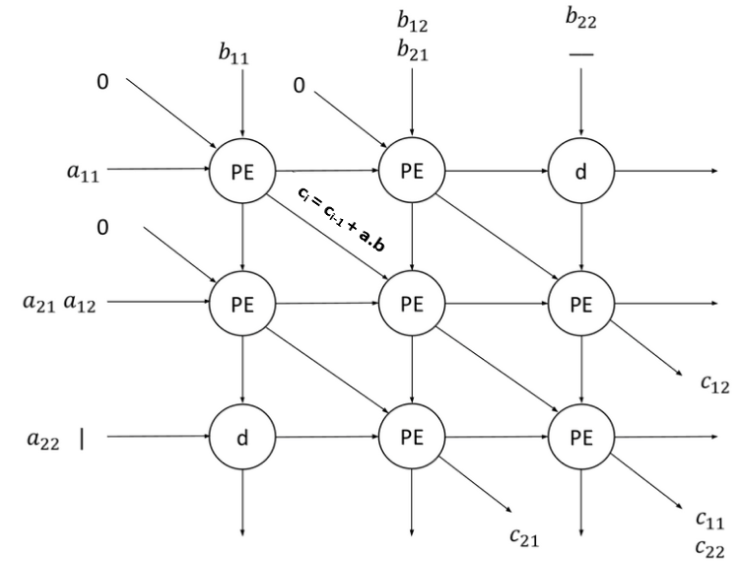 b₁₁
b₁₂
b₂₁
b₂₂
—
0
0
a₁₁
PE
PE
d
cᵢ = cᵢ₋₁ + a.b
0
a₂₁ a₁₂
PE
PE
PE
c₁₂
a₂₂ |
d
PE
PE
c₂₁
c₁₁
c₂₂